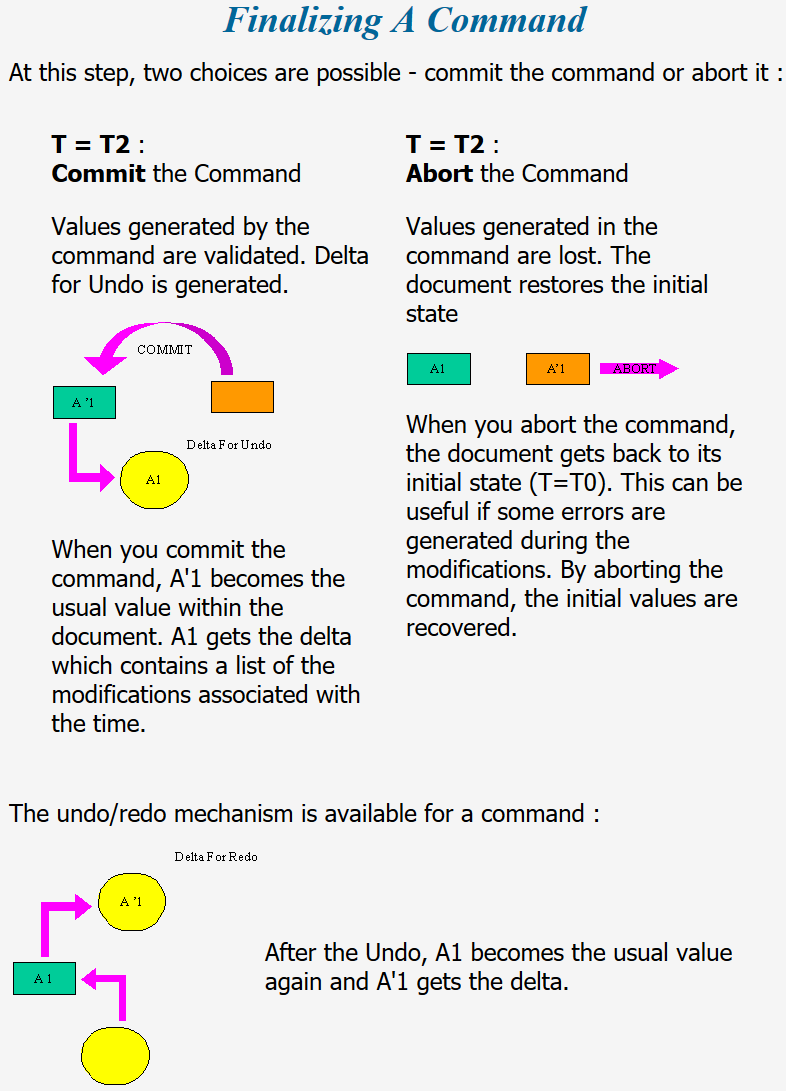 Finalizing A Command
At this step, two choices are possible - commit the command or abort it :
T = T2 :
Commit the Command
Values generated by the
command are validated. Delta
for Undo is generated.
COMMIT
A '1
Delta For Undo
A1
When you commit the
command, A'1 becomes the
usual value within the
document. A1 gets the delta
which contains a list of the
modifications associated with
the time.
T = T2 :
Abort the Command
Values generated in the
command are lost. The
document restores the initial
state
A1
A'1
ABORT
When you abort the command,
the document gets back to its
initial state (T=T0). This can be
useful if some errors are
generated during the
modifications. By aborting the
command, the initial values are
recovered.
The undo/redo mechanism is available for a command :
Delta For Redo
A '1
A 1
After the Undo, A1 becomes the usual value
again and A'1 gets the delta.